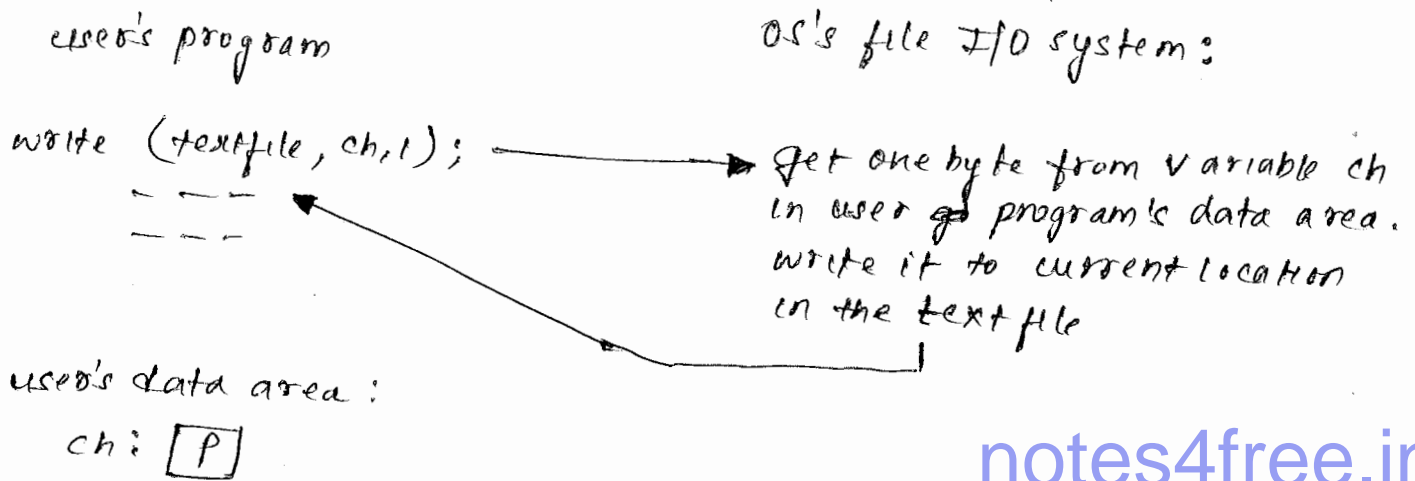 user's program
OS's file I/O system:
write (textfile, ch,1);
get one byte from variable ch
in user program's data area.
write it to current location
in the text file
user's data area:
ch: P
notes4free.in